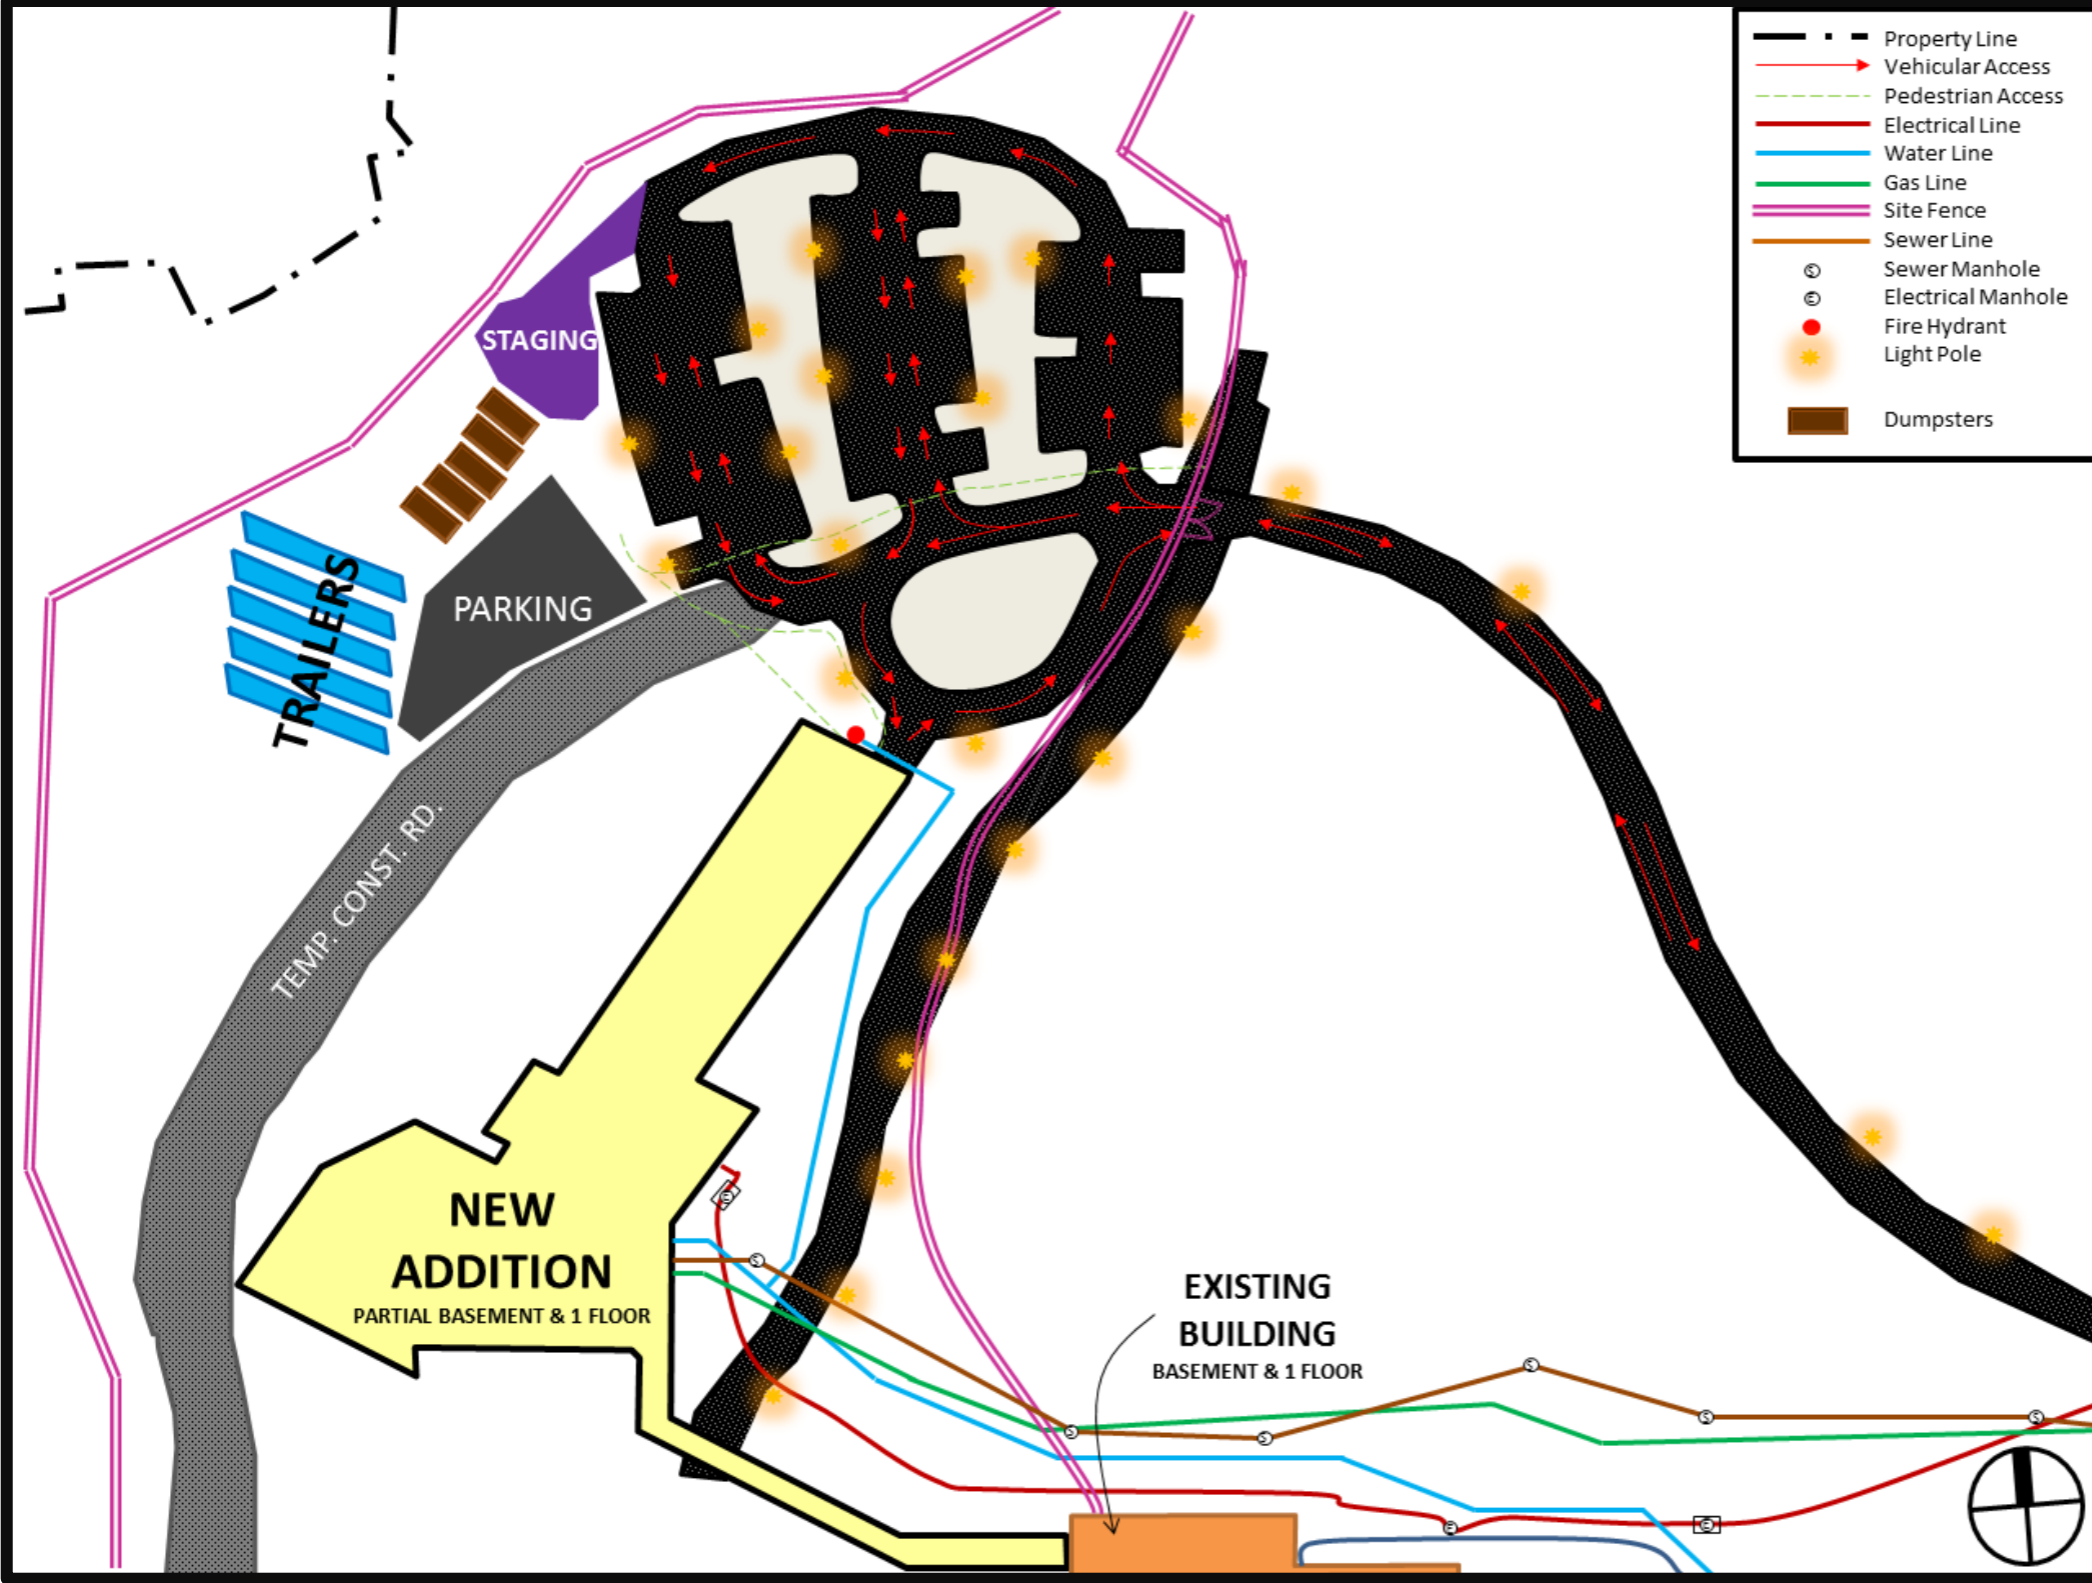 Property Line
Vehicular Access
Pedestrian Access
Electrical Line
Water Line
Gas Line
Site Fence
Sewer Line
S Sewer Manhole
E Electrical Manhole
Fire Hydrant
Light Pole
Dumpsters
STAGING
PARKING
TRAILERS
TEMP. CONST. RD.
NEW
ADDITION
PARTIAL BASEMENT & 1 FLOOR
EXISTING
BUILDING
BASEMENT & 1 FLOOR
E
S
S
S
S
S
S
E
E